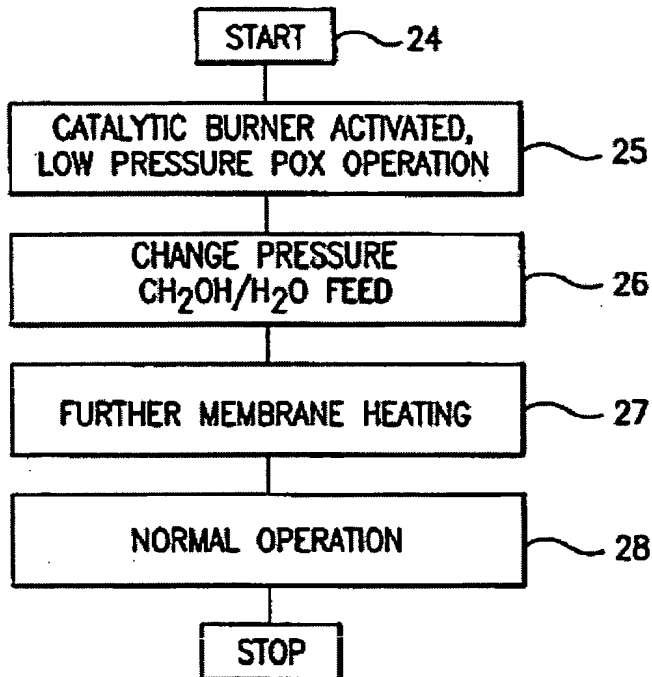 START 24
CATALYTIC BURNER ACTIVATED,
LOW PRESSURE POX OPERATION 25
CHANGE PRESSURE
CH₂OH/H₂O FEED 26
FURTHER MEMBRANE HEATING 27
NORMAL OPERATION 28
STOP